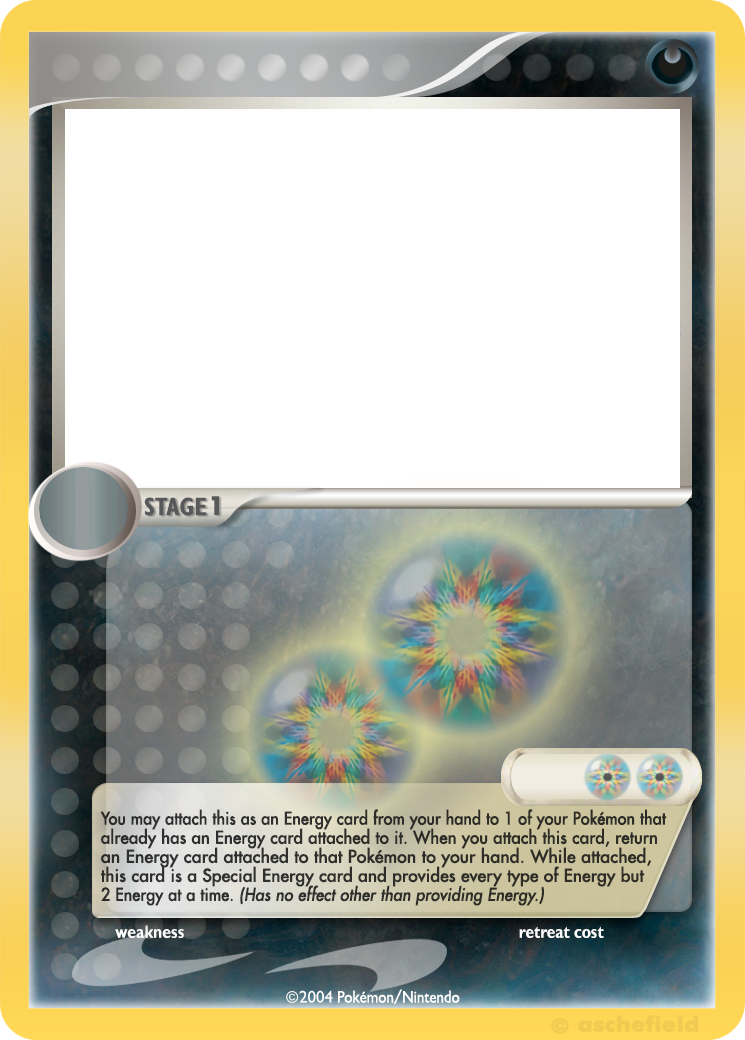 STAGE 1
You may attach this as an Energy card from your hand to 1 of your Pokémon that
already has an Energy card attached to it. When you attach this card, return
an Energy card attached to that Pokémon to your hand. While attached,
this card is a Special Energy card and provides every type of Energy but
2 Energy at a time. (Has no effect other than providing Energy.)
weakness retreat cost
©2004 Pokémon/Nintendo
© aschefield